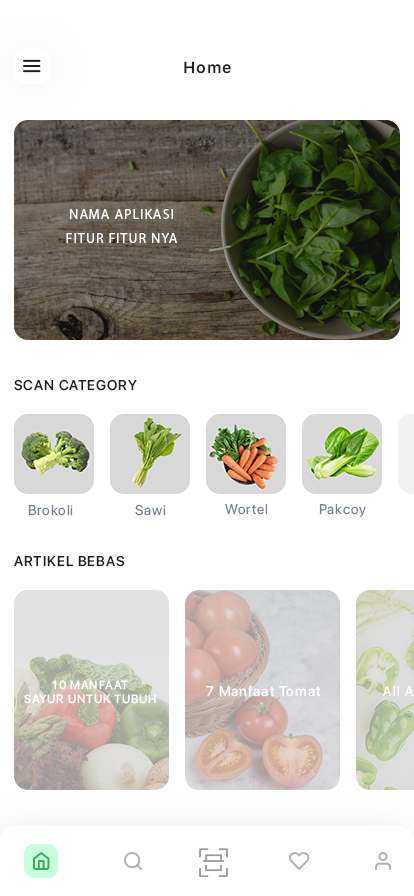 Home
NAMA APLIKASI
FITUR FITUR NYA
SCAN CATEGORY
Brokoli
Sawi
Wortel
Pakcoy
ARTIKEL BEBAS
10 MANFAAT
SAYUR UNTUK TUBUH
7 Manfaat Tomat
All A